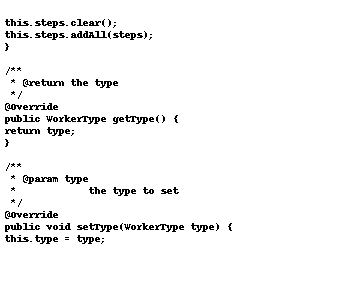 this.steps.clear();
this.steps.addAll(steps);
}

/**
 * @return the type
 */
@Override
public WorkerType getType() {
return type;
}

/**
 * @param type
 *            the type to set
 */
@Override
public void setType(WorkerType type) {
this.type = type;